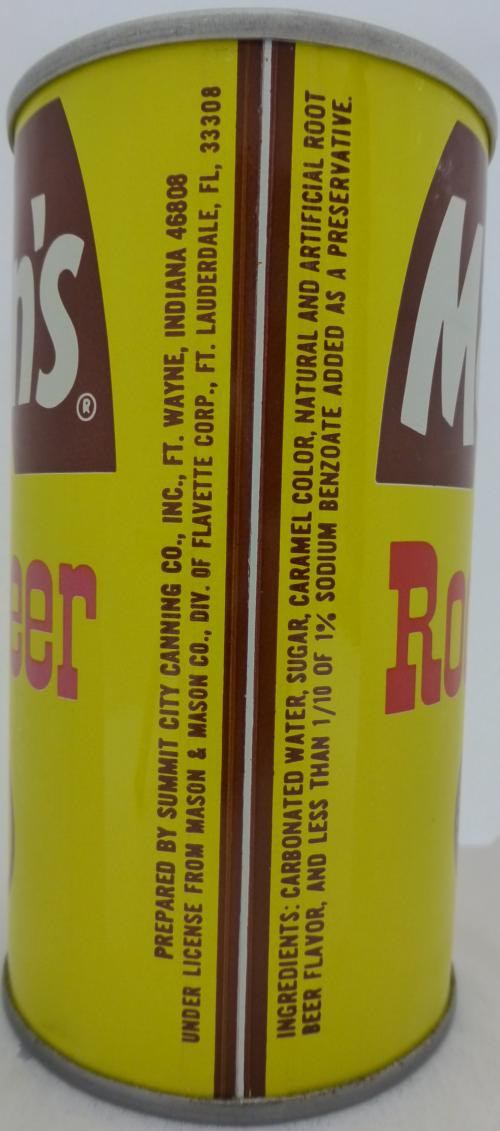 n's
®
eer
PREPARED BY SUMMIT CITY CANNING CO., INC., FT. WAYNE, INDIANA 46808
UNDER LICENSE FROM MASON & MASON CO., DIV. OF FLAVETTE CORP., FT. LAUDERDALE, FL, 33308
INGREDIENTS: CARBONATED WATER, SUGAR, CARAMEL COLOR, NATURAL AND ARTIFICIAL ROOT
BEER FLAVOR, AND LESS THAN 1/10 OF 1% SODIUM BENZOATE ADDED AS A PRESERVATIVE.
M
Roo